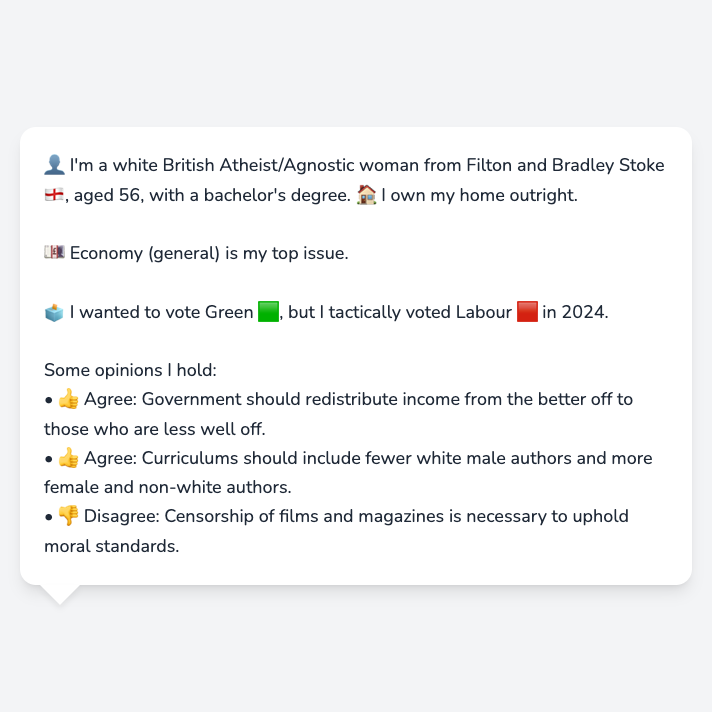 👤 I'm a white British Atheist/Agnostic woman from Filton and Bradley Stoke
🏴󠁧󠁢󠁥󠁮󠁧󠁿, aged 56, with a bachelor's degree. 🏠 I own my home outright.
💷 Economy (general) is my top issue.
🗳️ I wanted to vote Green 🟩, but I tactically voted Labour 🟥 in 2024.
Some opinions I hold:
• 👍 Agree: Government should redistribute income from the better off to
those who are less well off.
• 👍 Agree: Curriculums should include fewer white male authors and more
female and non-white authors.
• 👎 Disagree: Censorship of films and magazines is necessary to uphold
moral standards.